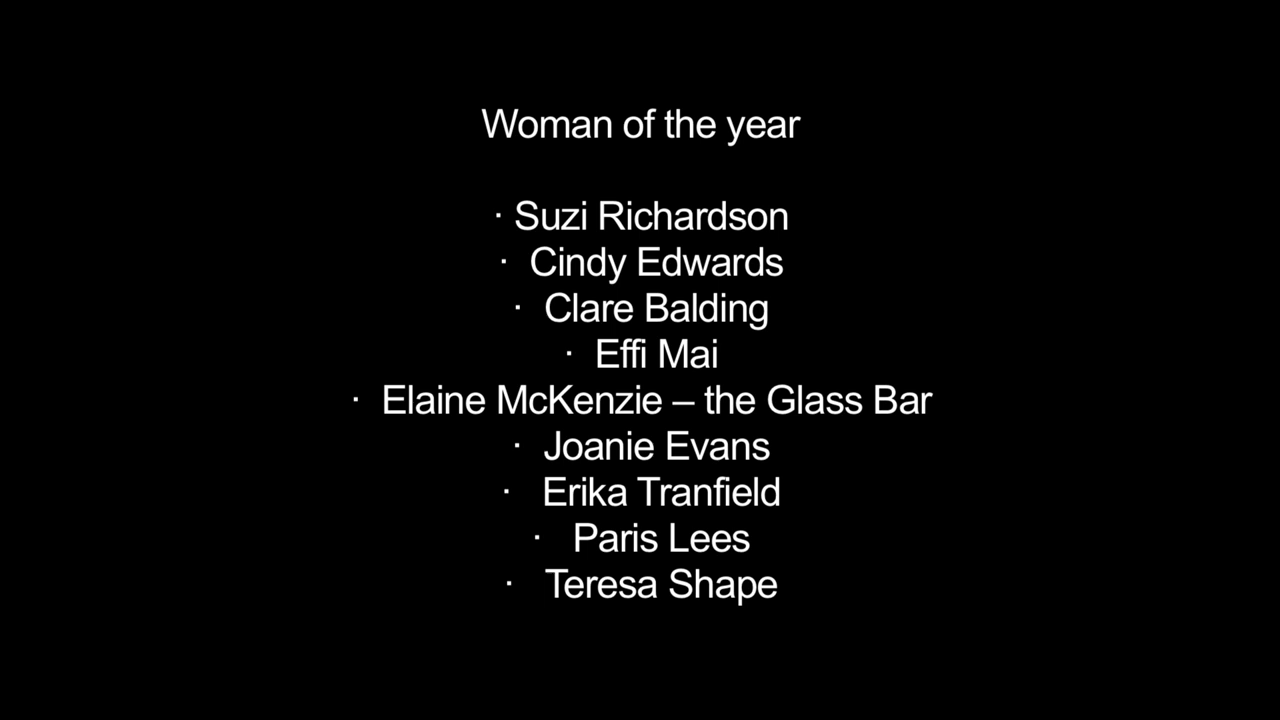 Woman of the year
· Suzi Richardson
· Cindy Edwards
· Clare Balding
· Effi Mai
· Elaine McKenzie – the Glass Bar
· Joanie Evans
· Erika Tranfield
· Paris Lees
· Teresa Shape